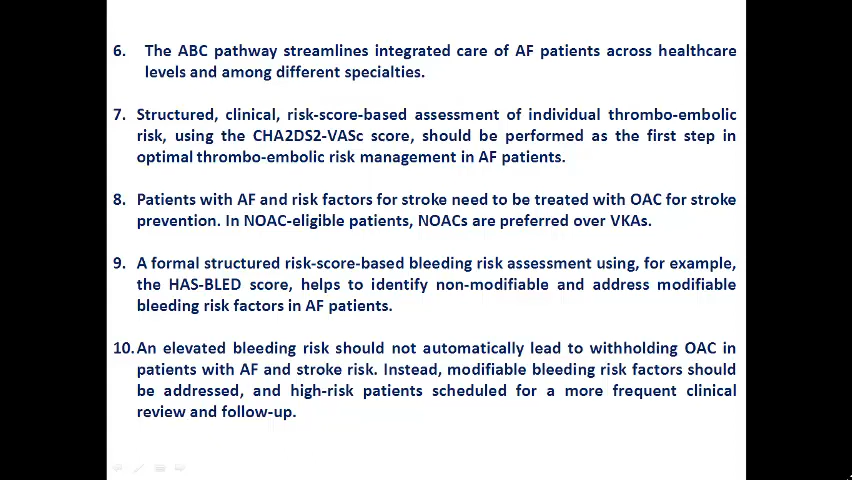 6. The ABC pathway streamlines integrated care of AF patients across healthcare
levels and among different specialties.
7. Structured, clinical, risk-score-based assessment of individual thrombo-embolic
risk, using the CHA2DS2-VASc score, should be performed as the first step in
optimal thrombo-embolic risk management in AF patients.
8. Patients with AF and risk factors for stroke need to be treated with OAC for stroke
prevention. In NOAC-eligible patients, NOACs are preferred over VKAs.
9. A formal structured risk-score-based bleeding risk assessment using, for example,
the HAS-BLED score, helps to identify non-modifiable and address modifiable
bleeding risk factors in AF patients.
10. An elevated bleeding risk should not automatically lead to withholding OAC in
patients with AF and stroke risk. Instead, modifiable bleeding risk factors should
be addressed, and high-risk patients scheduled for a more frequent clinical
review and follow-up.